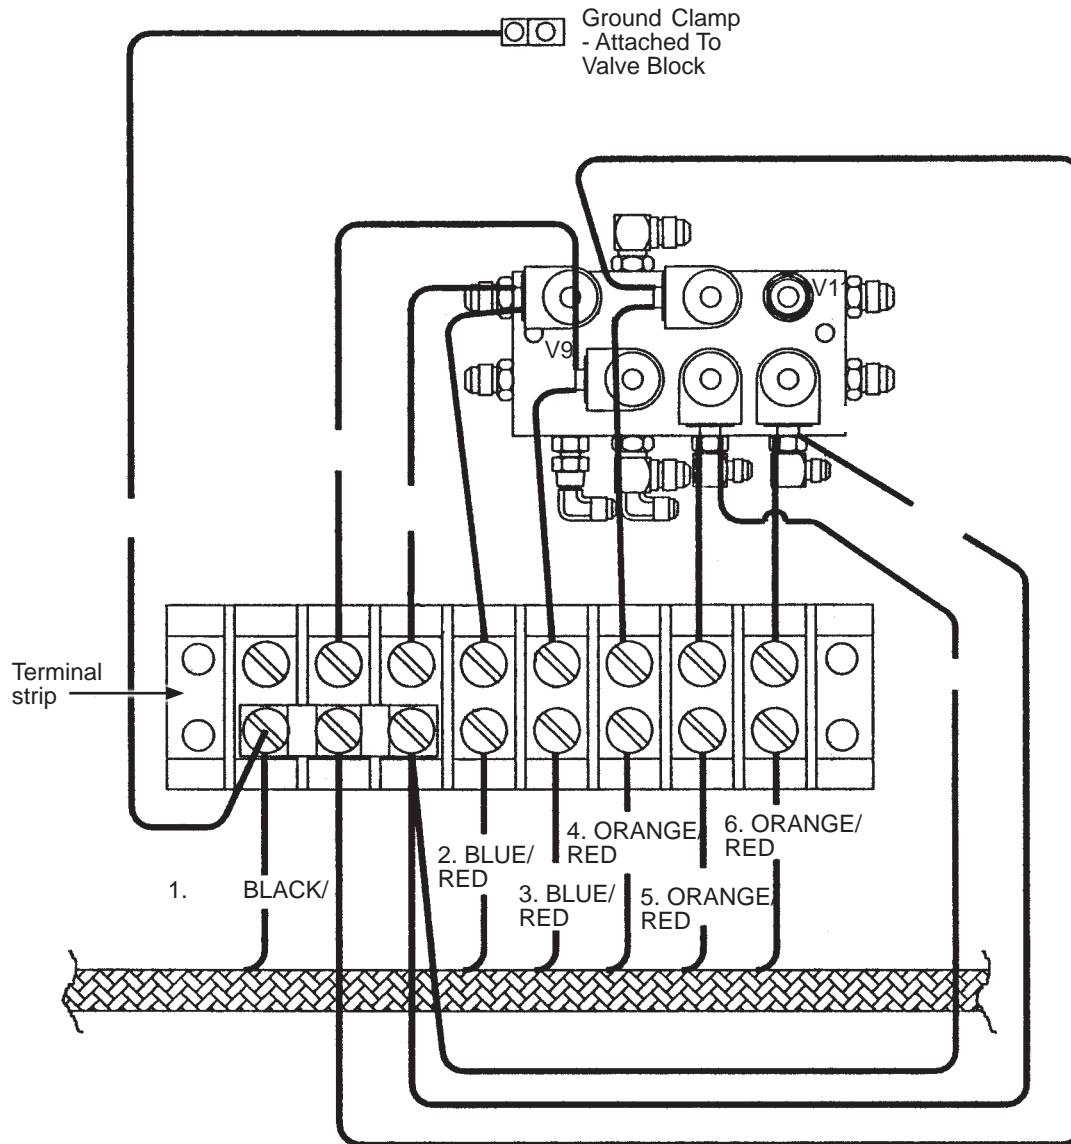 Ground Clamp
- Attached To
Valve Block
V11
V9
Terminal
strip
4. ORANGE/
RED
6. ORANGE/
RED
2. BLUE/
RED
1. BLACK/
3. BLUE/
RED
5. ORANGE/
RED